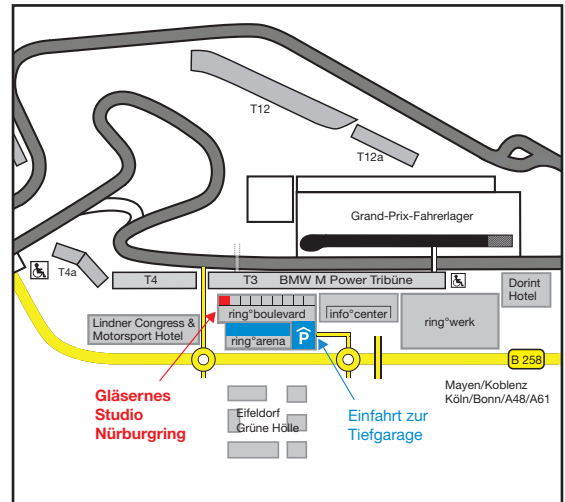 T12
T12a
Grand-Prix-Fahrerlager
T4a
T4
T3 BMW M Power Tribüne
Dorint
Hotel
ring°boulevard
info°center
ring°werk
Lindner Congress &
Motorsport Hotel
ring°arena
P
B 258
Mayen/Koblenz
Köln/Bonn/A48/A61
Gläsernes
Studio
Nürburgring
Eifeldorf
Grüne Hölle
Einfahrt zur
Tiefgarage